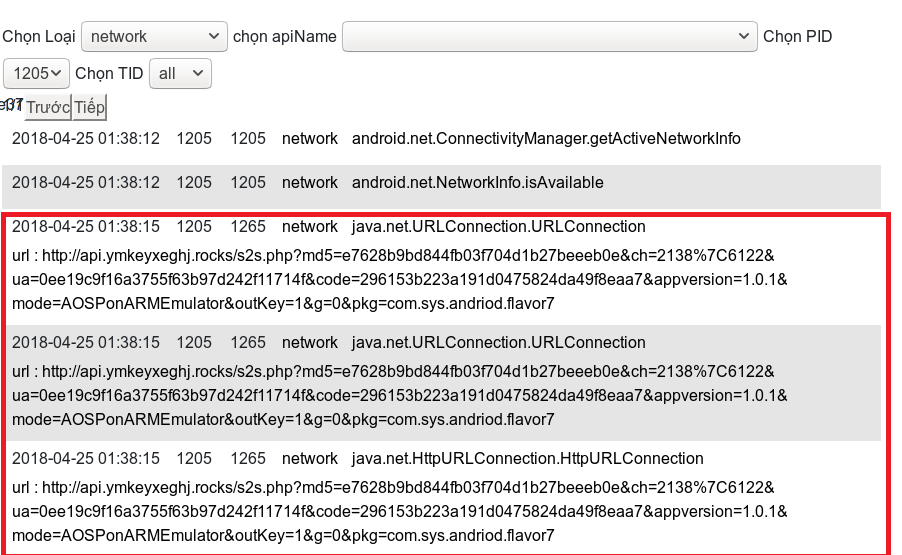 Chọn Loại network chọn apiName Chọn PID
1205 Chọn TID all
Trước Tiếp
2018-04-25 01:38:12 1205 1205 network android.net.ConnectivityManager.getActiveNetworkInfo
2018-04-25 01:38:12 1205 1205 network android.net.NetworkInfo.isAvailable
2018-04-25 01:38:15 1205 1265 network java.net.URLConnection.URLConnection
url : http://api.ymkeyxeghj.rocks/s2s.php?md5=e7628b9bd844fb03f704d1b27beeeb0e&ch=2138%7C6122&
ua=0ee19c9f16a3755f63b97d242f11714f&code=296153b223a191d0475824da49f8eaa7&appversion=1.0.1&
mode=AOSPonARMEmulator&outKey=1&g=0&pkg=com.sys.andriod.flavor7
2018-04-25 01:38:15 1205 1265 network java.net.URLConnection.URLConnection
url : http://api.ymkeyxeghj.rocks/s2s.php?md5=e7628b9bd844fb03f704d1b27beeeb0e&ch=2138%7C6122&
ua=0ee19c9f16a3755f63b97d242f11714f&code=296153b223a191d0475824da49f8eaa7&appversion=1.0.1&
mode=AOSPonARMEmulator&outKey=1&g=0&pkg=com.sys.andriod.flavor7
2018-04-25 01:38:15 1205 1265 network java.net.HttpURLConnection.HttpURLConnection
url : http://api.ymkeyxeghj.rocks/s2s.php?md5=e7628b9bd844fb03f704d1b27beeeb0e&ch=2138%7C6122&
ua=0ee19c9f16a3755f63b97d242f11714f&code=296153b223a191d0475824da49f8eaa7&appversion=1.0.1&
mode=AOSPonARMEmulator&outKey=1&g=0&pkg=com.sys.andriod.flavor7